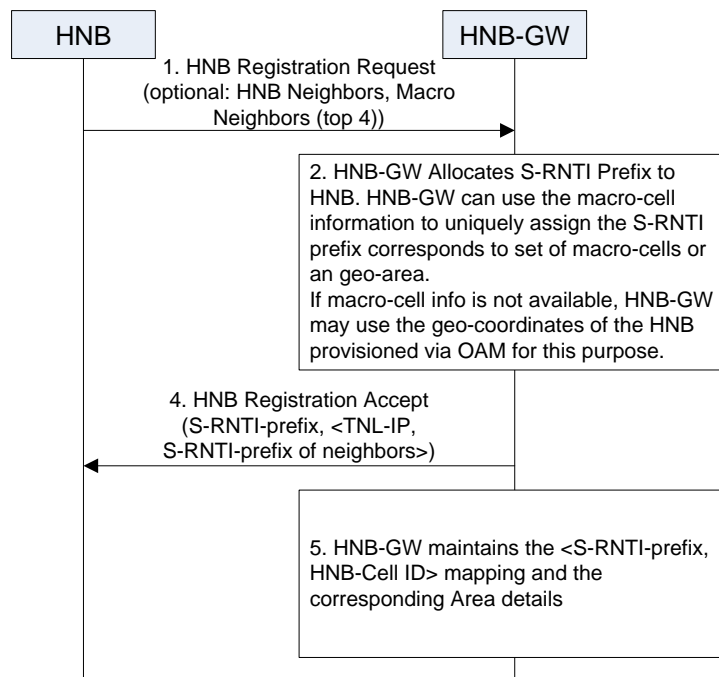 HNB
HNB-GW
1. HNB Registration Request
(optional: HNB Neighbors, Macro
Neighbors (top 4))
2. HNB-GW Allocates S-RNTI Prefix to
HNB. HNB-GW can use the macro-cell
information to uniquely assign the S-RNTI
prefix corresponds to set of macro-cells or
an geo-area.
If macro-cell info is not available, HNB-GW
may use the geo-coordinates of the HNB
provisioned via OAM for this purpose.
4. HNB Registration Accept
(S-RNTI-prefix, <TNL-IP,
S-RNTI-prefix of neighbors>)
5. HNB-GW maintains the <S-RNTI-prefix,
HNB-Cell ID> mapping and the
corresponding Area details